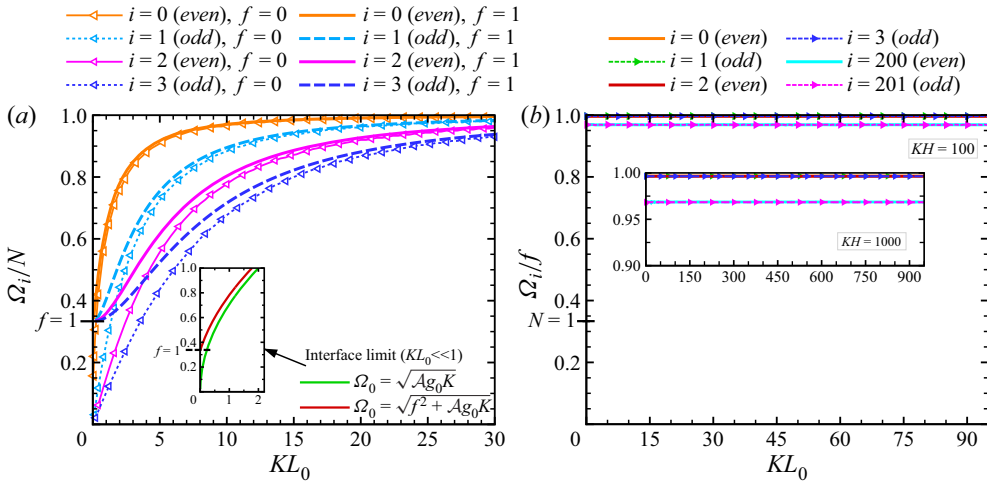 i = 0 (even), f = 0
i = 0 (even), f = 1
i = 1 (odd), f = 0
i = 1 (odd), f = 1
i = 2 (even), f = 0
i = 2 (even), f = 1
i = 3 (odd), f = 0
i = 3 (odd), f = 1
i = 0 (even)
i = 3 (odd)
i = 1 (odd)
i = 200 (even)
i = 2 (even)
i = 201 (odd)
(a)
1.0
0.8
0.6
0.4
f = 1
0.2
Ω_i/N
0 5 10 15 20 25 30
KL_0
1.0
0.8
0.6
0.4
f = 1
0.2
0 1 2
Interface limit (KL_0<<1)
Ω_0 = √𝒜g_0K
Ω_0 = √f^2 + 𝒜g_0K
(b)
1.0
0.8
0.6
0.4
N = 1
0.2
Ω_i/f
0 15 30 45 60 75 90
KL_0
KH = 100
1.00
0.95
0.90
0 150 300 450 600 750 900
KH = 1000